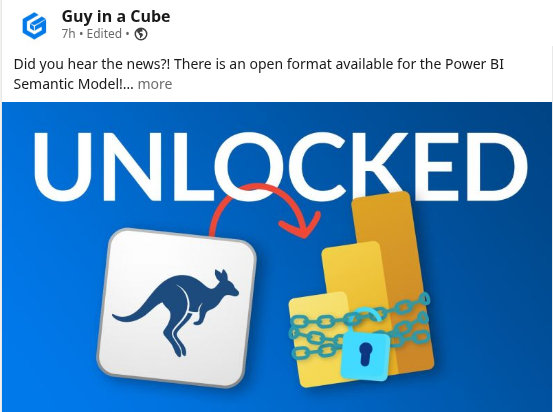 Guy in a Cube
7h • Edited •
Did you hear the news?! There is an open format available for the Power BI
Semantic Model!... more
UNLOCKED